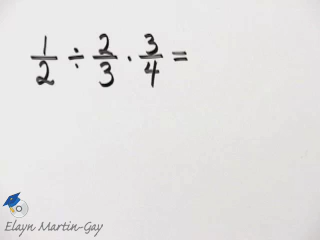 1/2 ÷ 2/3 · 3/4 =
Elayn Martin-Gay